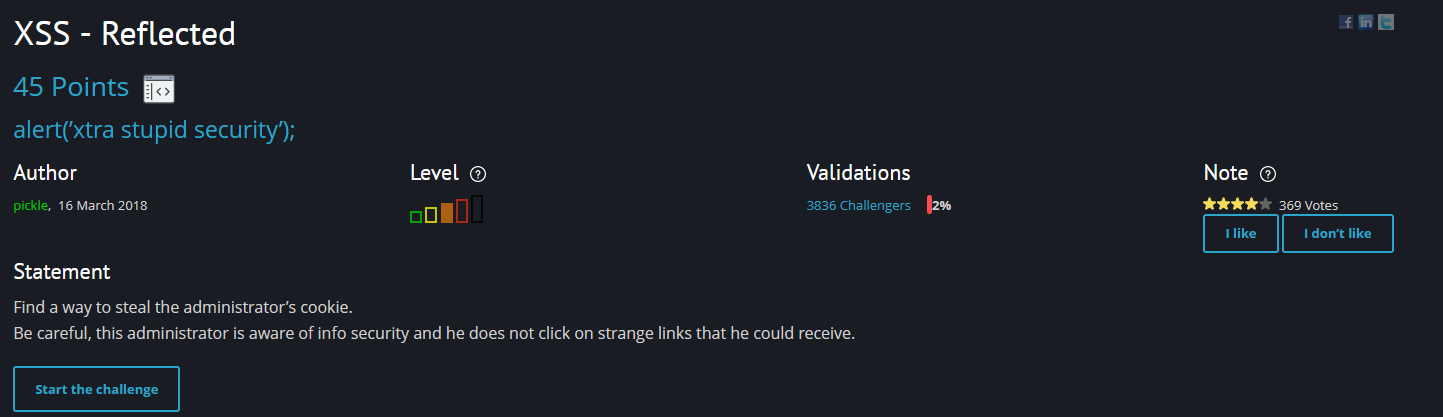 XSS - Reflected
45 Points
alert('xtra stupid security');
Author Level Validations Note
pickle, 16 March 2018 3836 Challengers 2% 369 Votes
I like I don't like
Statement
Find a way to steal the administrator's cookie.
Be careful, this administrator is aware of info security and he does not click on strange links that he could receive.
Start the challenge